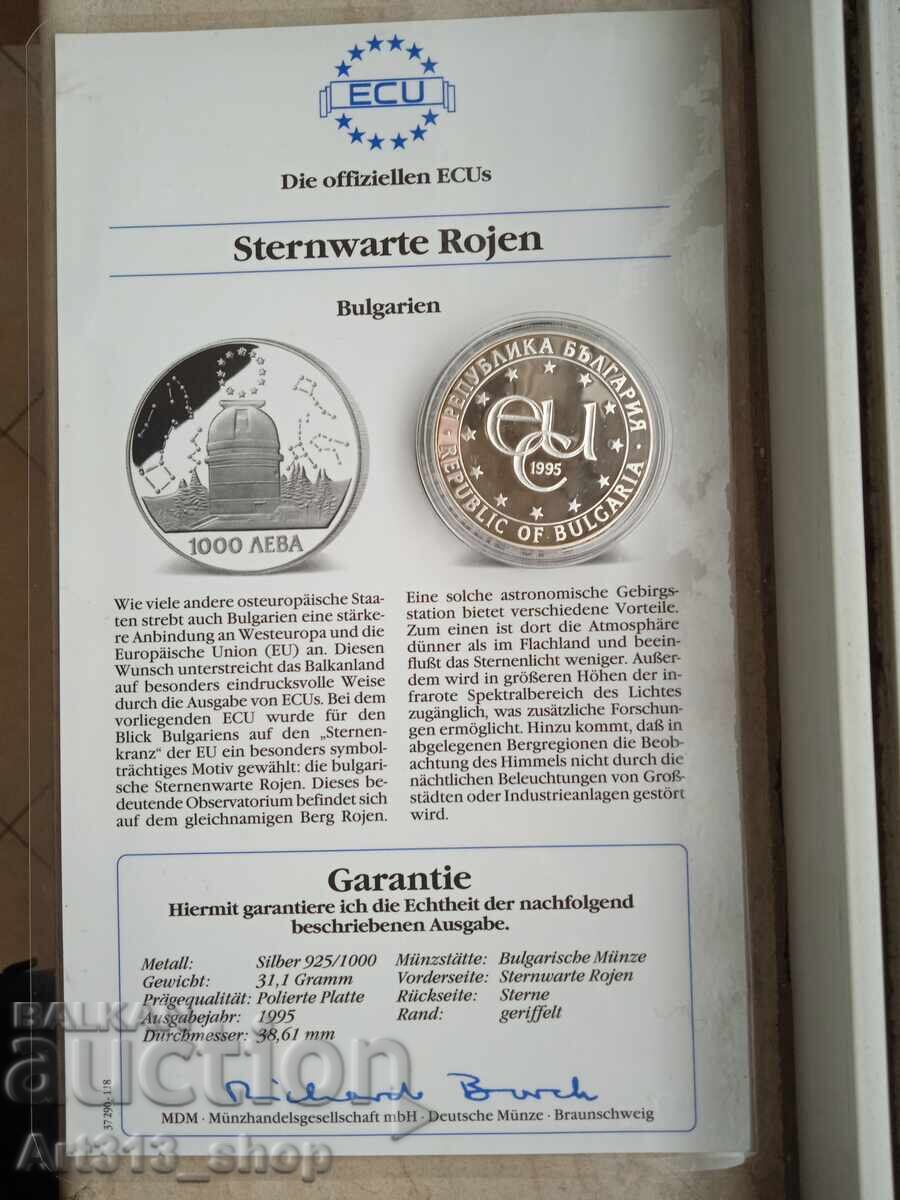 ECU
Die offiziellen ECUs
Sternwarte Rojen
Bulgarien
1000 ЛЕВА
РЕПУБЛИКА БЪЛГАРИЯ
ecu
1995
REPUBLIC OF BULGARIA
Wie viele andere osteuropäische Staa-
ten strebt auch Bulgarien eine stärke-
re Anbindung an Westeuropa und die
Europäische Union (EU) an. Diesen
Wunsch unterstreicht das Balkanland
auf besonders eindrucksvolle Weise
durch die Ausgabe von ECUs. Bei dem
vorliegenden ECU wurde für den
Blick Bulgariens auf den „Sternen-
kranz“ der EU ein besonders symbol-
trächtiges Motiv gewählt: die bulgari-
sche Sternenwarte Rojen. Dieses be-
deutende Observatorium befindet sich
auf dem gleichnamigen Berg Rojen.
Eine solche astronomische Gebirgs-
station bietet verschiedene Vorteile.
Zum einen ist dort die Atmosphäre
dünner als im Flachland und beein-
flußt das Sternenlicht weniger. Außer-
dem wird in größeren Höhen der in-
frarote Spektralbereich des Lichtes
zugänglich, was zusätzliche Forschun-
gen ermöglicht. Hinzu kommt, daß in
abgelegenen Bergregionen die Beob-
achtung des Himmels nicht durch die
nächtlichen Beleuchtungen von Groß-
städten oder Industrieanlagen gestört
wird.
Garantie
Hiermit garantiere ich die Echtheit der nachfolgend
beschriebenen Ausgabe.
Metall: Silber 925/1000
Gewicht: 31,1 Gramm
Prägequalität: Polierte Platte
Ausgabejahr: 1995
Durchmesser: 38,61 mm
Münzstätte: Bulgarische Münze
Vorderseite: Sternwarte Rojen
Rückseite: Sterne
Rand: geriffelt
MDM · Münzhandelsgesellschaft mbH · Deutsche Münze · Braunschweig
37290-118
BALKAN
auction
Art313_shop